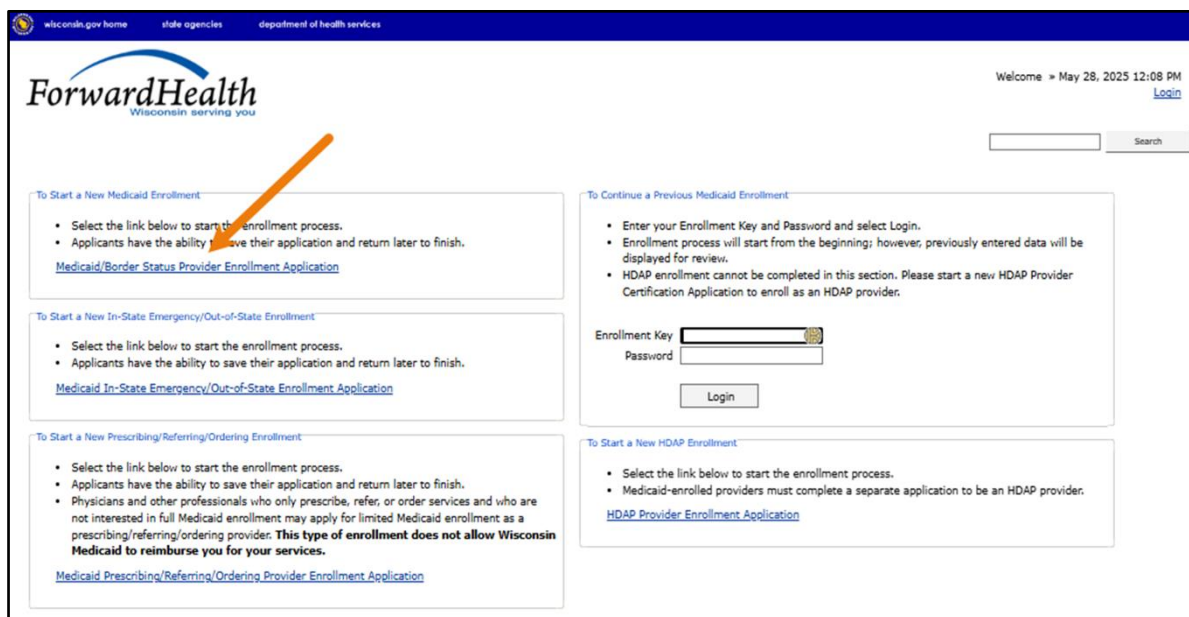 wisconsin.gov home state agencies department of health services
ForwardHealth
Wisconsin serving you
Welcome » May 28, 2025 12:08 PM
Login
Search
To Start a New Medicaid Enrollment
• Select the link below to start the enrollment process.
• Applicants have the ability to save their application and return later to finish.
Medicaid/Border Status Provider Enrollment Application
To Start a New In-State Emergency/Out-of-State Enrollment
• Select the link below to start the enrollment process.
• Applicants have the ability to save their application and return later to finish.
Medicaid In-State Emergency/Out-of-State Enrollment Application
To Start a New Prescribing/Referring/Ordering Enrollment
• Select the link below to start the enrollment process.
• Applicants have the ability to save their application and return later to finish.
• Physicians and other professionals who only prescribe, refer, or order services and who are
not interested in full Medicaid enrollment may apply for limited Medicaid enrollment as a
prescribing/referring/ordering provider. This type of enrollment does not allow Wisconsin
Medicaid to reimburse you for your services.
Medicaid Prescribing/Referring/Ordering Provider Enrollment Application
To Continue a Previous Medicaid Enrollment
• Enter your Enrollment Key and Password and select Login.
• Enrollment process will start from the beginning; however, previously entered data will be
displayed for review.
• HDAP enrollment cannot be completed in this section. Please start a new HDAP Provider
Certification Application to enroll as an HDAP provider.
Enrollment Key
Password
Login
To Start a New HDAP Enrollment
• Select the link below to start the enrollment process.
• Medicaid-enrolled providers must complete a separate application to be an HDAP provider.
HDAP Provider Enrollment Application